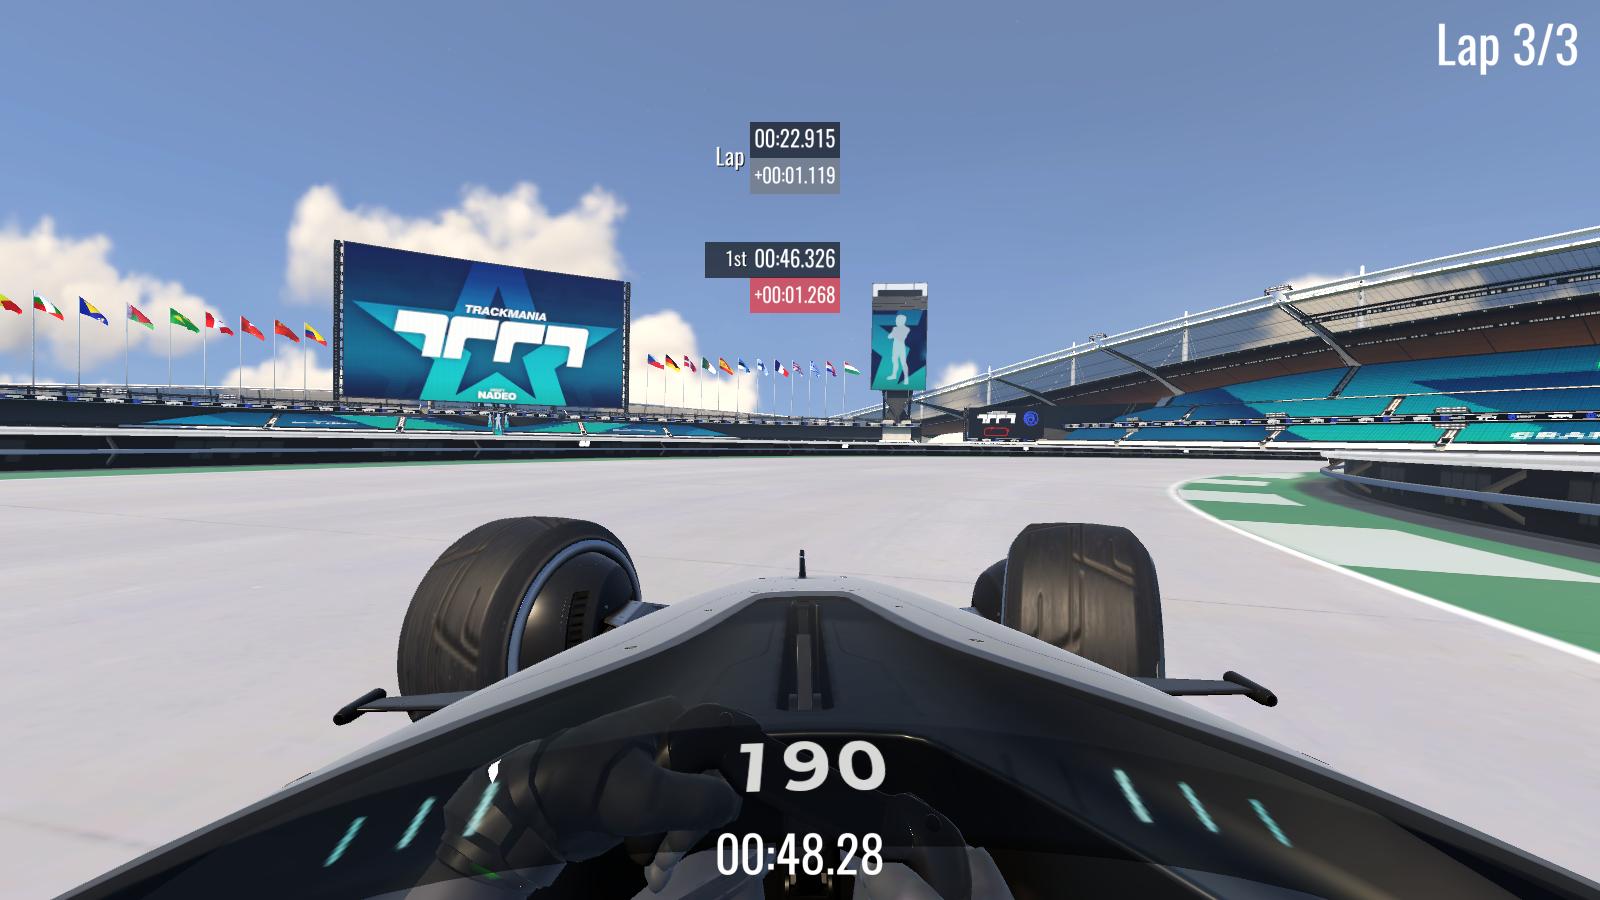 Lap 3/3
00:22.915
Lap
+00:01.119
1st 00:46.326
+00:01.268
TRACKMANIA
NADEO
190
00:48.28